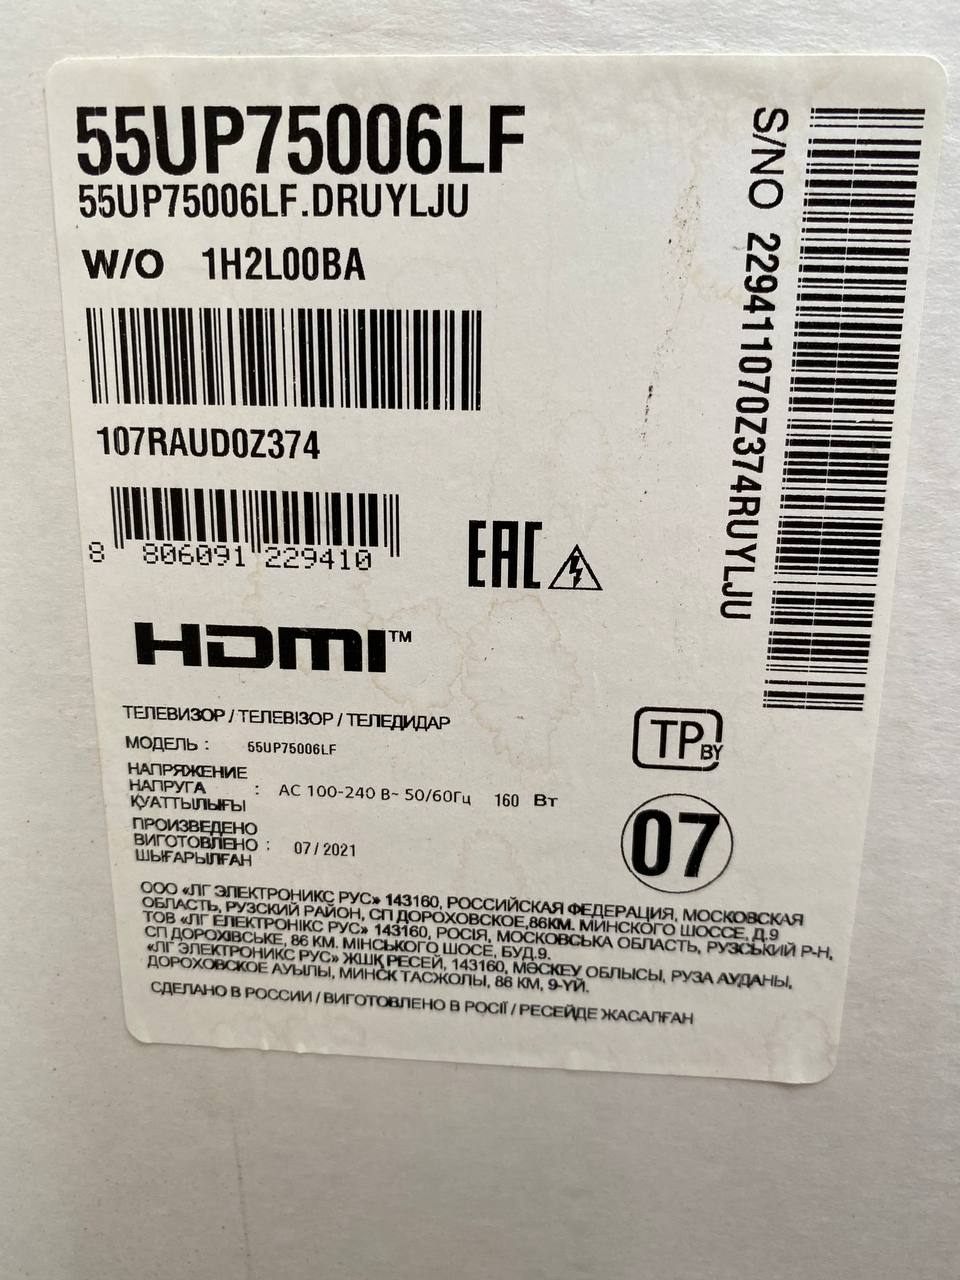 55UP75006LF
55UP75006LF.DRUYLJU
W/O 1H2L00BA
107RAUD0Z374
8 806091 229410
S/NO 229411070Z374RUYLJU
EAC
HDMI™
ТЕЛЕВИЗОР / ТЕЛЕВІЗОР / ТЕЛЕДИДАР
МОДЕЛЬ : 55UP75006LF
НАПРЯЖЕНИЕ
НАПРУГА : AC 100-240 В~ 50/60Гц 160 Вт
ҚУАТТЫЛЫҒЫ
ПРОИЗВЕДЕНО
ВИГОТОВЛЕНО : 07 / 2021
ШЫҒАРЫЛҒАН
TP BY
07
ООО «ЛГ ЭЛЕКТРОНИКС РУС» 143160, РОССИЙСКАЯ ФЕДЕРАЦИЯ, МОСКОВСКАЯ
ОБЛАСТЬ, РУЗСКИЙ РАЙОН, СП ДОРОХОВСКОЕ,86КМ. МИНСКОГО ШОССЕ, Д.9
ТОВ «ЛГ ЕЛЕКТРОНІКС РУС» 143160, РОСІЯ, МОСКОВСЬКА ОБЛАСТЬ, РУЗСЬКИЙ Р-Н,
СП ДОРОХІВСЬКЕ, 86 КМ. МІНСЬКОГО ШОСЕ, БУД.9.
«ЛГ ЭЛЕКТРОНИКС РУС» ЖШҚ РЕСЕЙ, 143160, МӘСКЕУ ОБЛЫСЫ, РУЗА АУДАНЫ,
ДОРОХОВСКОЕ АУЫЛЫ, МИНСК ТАСЖОЛЫ, 86 КМ, 9-ҮЙ.
СДЕЛАНО В РОССИИ / ВИГОТОВЛЕНО В РОСІЇ / РЕСЕЙДЕ ЖАСАЛҒАН